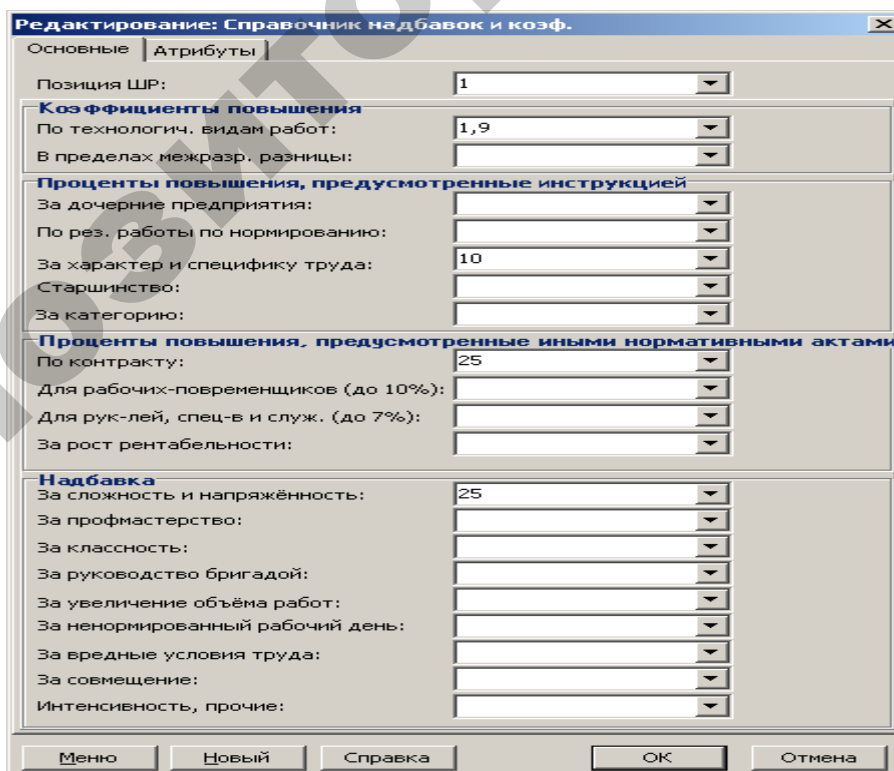 Редактирование: Справочник надбавок и коэф.
Основные Атрибуты
Позиция ШР: 1
Коэффициенты повышения
По технологич. видам работ: 1,9
В пределах межразр. разницы:
Проценты повышения, предусмотренные инструкцией
За дочерние предприятия:
По рез. работы по нормированию:
За характер и специфику труда: 10
Старшинство:
За категорию:
Проценты повышения, предусмотренные иными нормативными актами
По контракту: 25
Для рабочих-повременщиков (до 10%):
Для рук-лей, спец-в и служ. (до 7%):
За рост рентабельности:
Надбавка
За сложность и напряжённость: 25
За профмастерство:
За классность:
За руководство бригадой:
За увеличение объёма работ:
За ненормированный рабочий день:
За вредные условия труда:
За совмещение:
Интенсивность, прочие:
Меню Новый Справка ОК Отмена